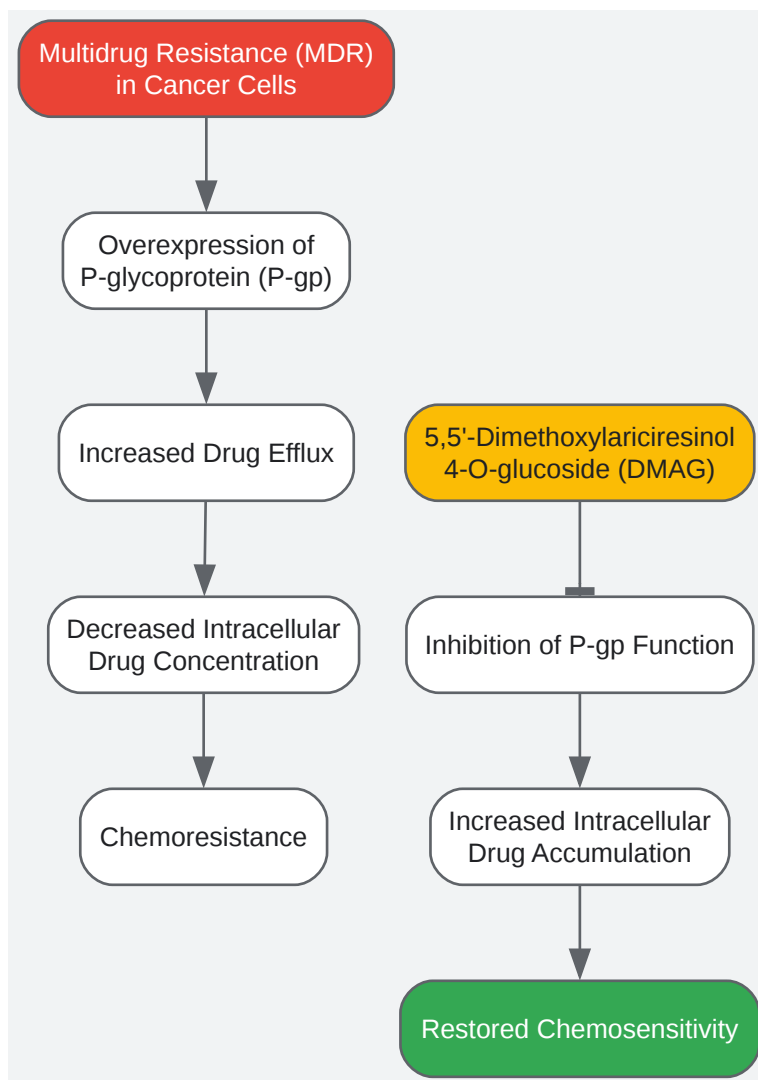 Multidrug Resistance (MDR)
in Cancer Cells
Overexpression of
P-glycoprotein (P-gp)
Increased Drug Efflux
Decreased Intracellular
Drug Concentration
Chemoresistance
5,5'-Dimethoxylariciresinol
4-O-glucoside (DMAG)
Inhibition of P-gp Function
Increased Intracellular
Drug Accumulation
Restored Chemosensitivity